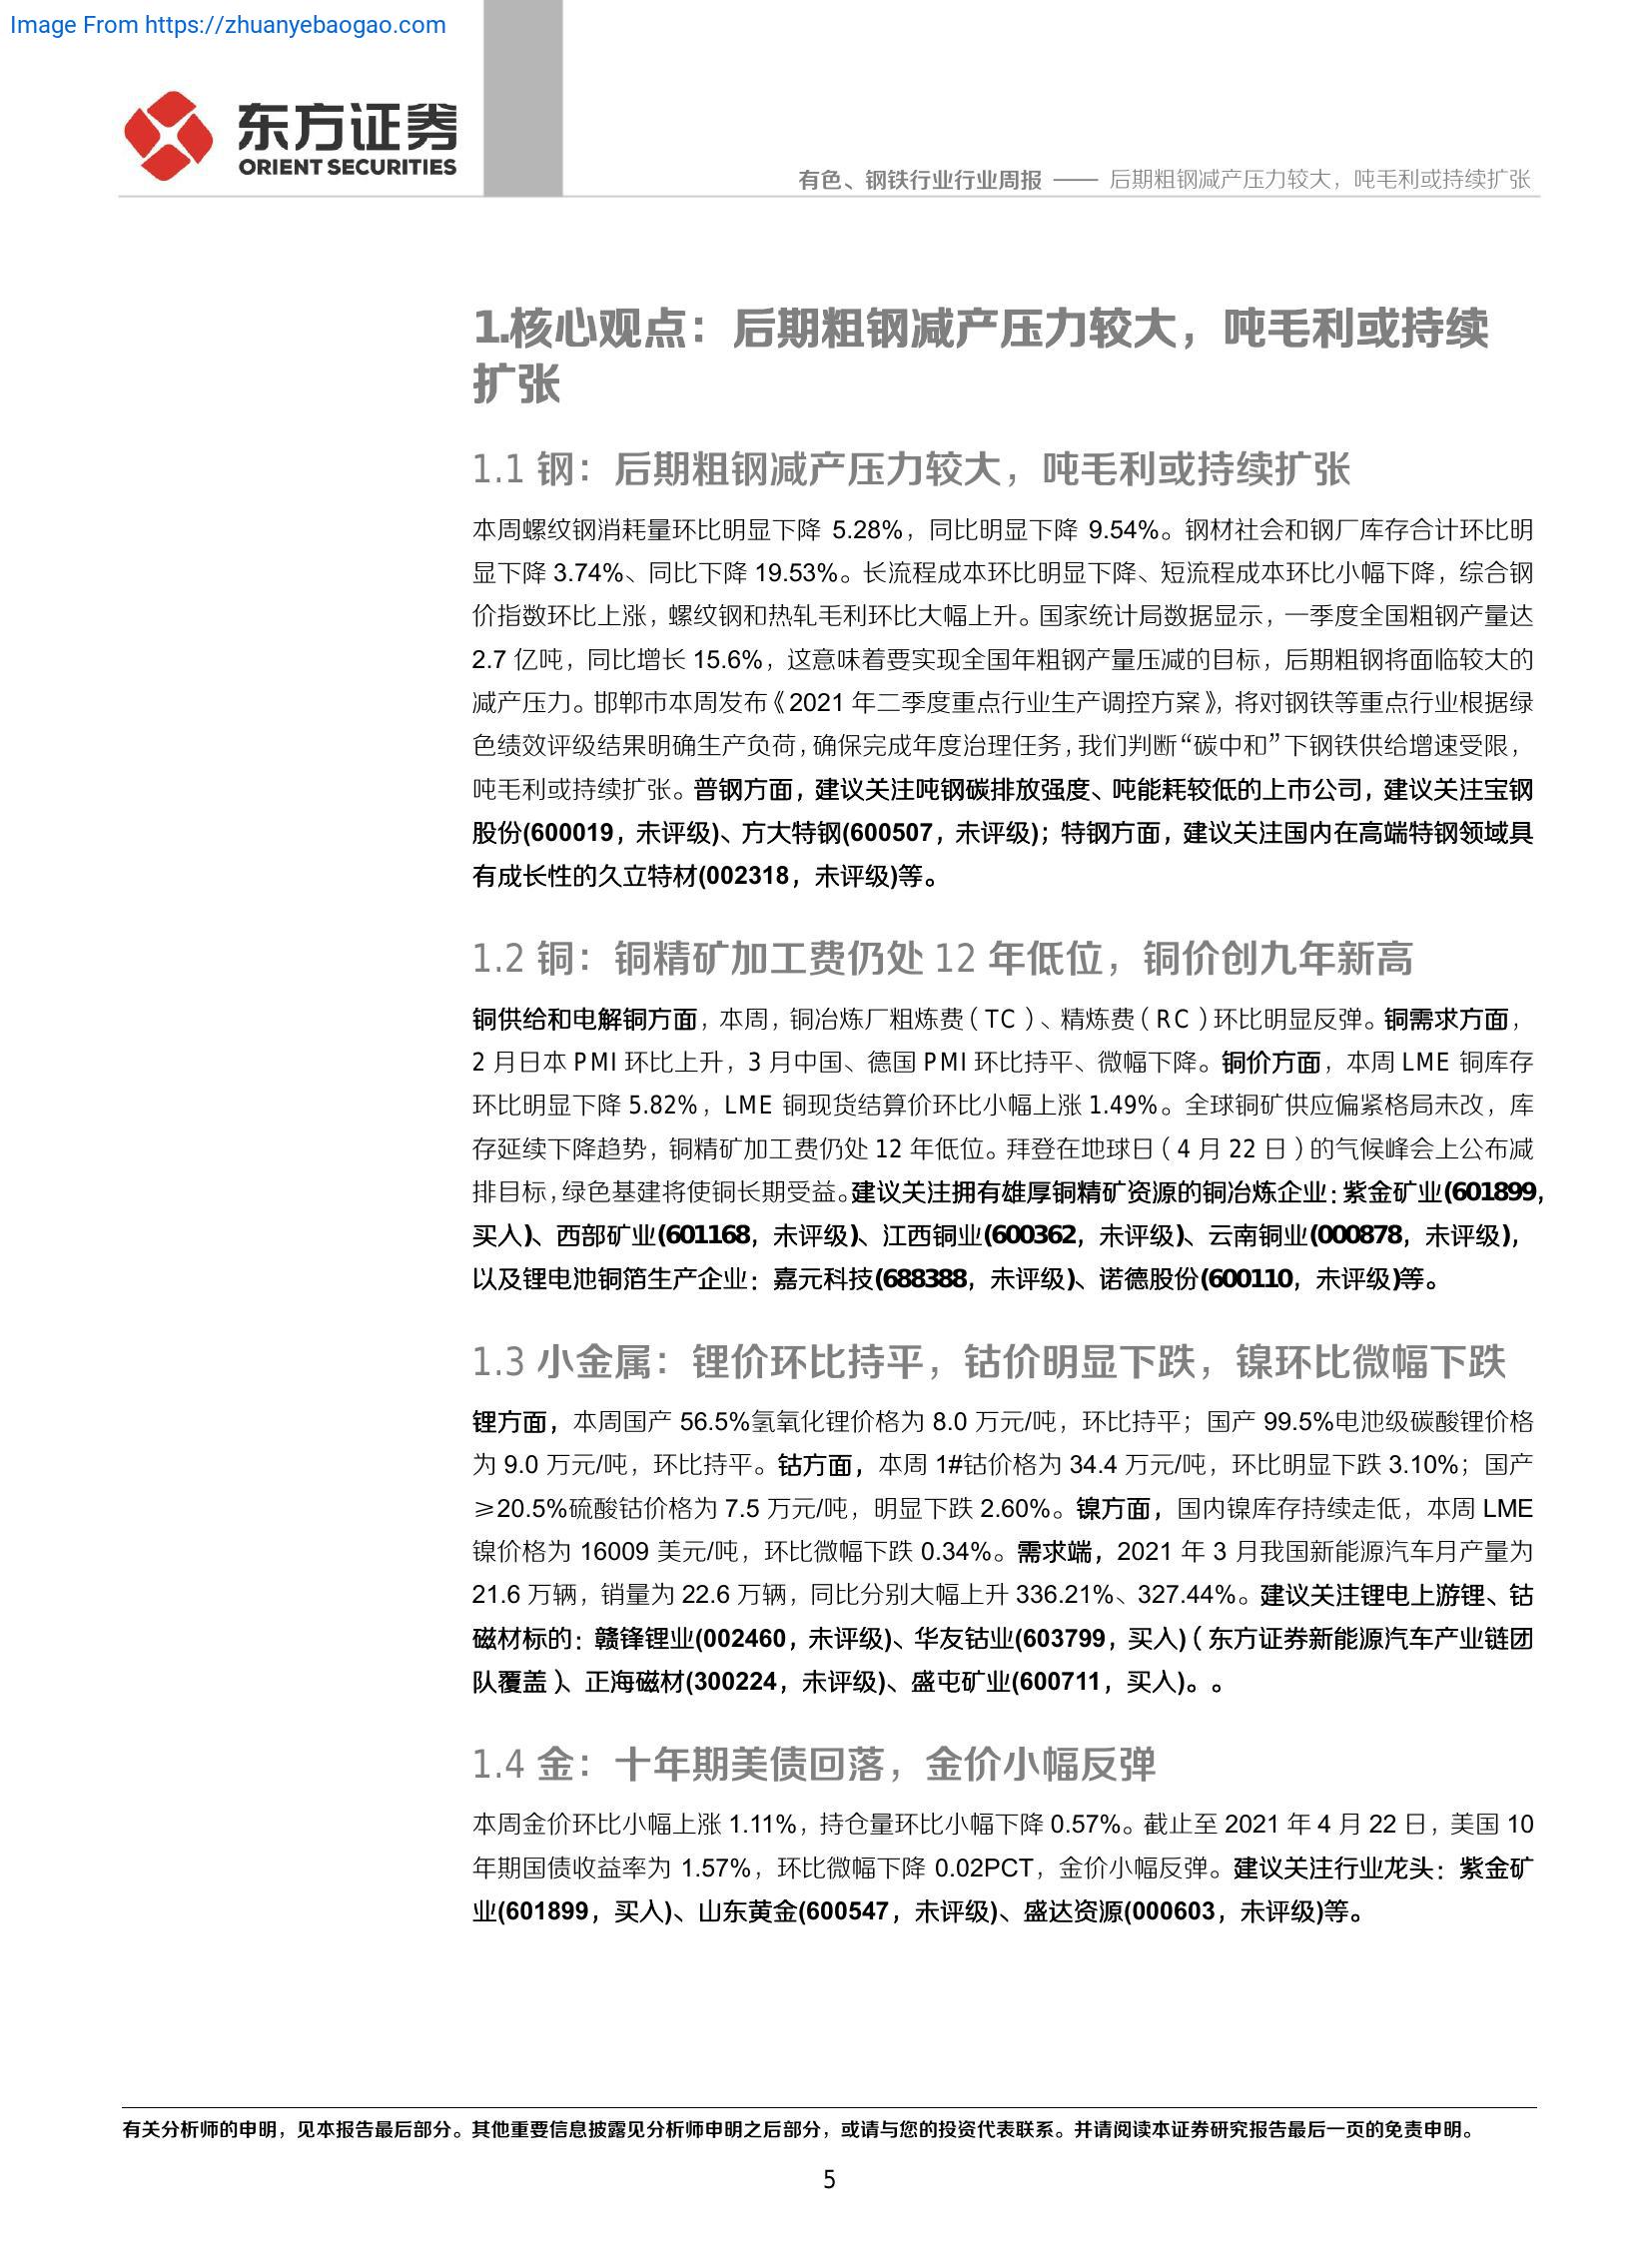 Image From https://zhuanyebaogao.com
东方证券
ORIENT SECURITIES
有色、钢铁行业行业周报 —— 后期粗钢减产压力较大，吨毛利或持续扩张
1.核心观点：后期粗钢减产压力较大，吨毛利或持续
扩张
1.1 钢：后期粗钢减产压力较大，吨毛利或持续扩张
本周螺纹钢消耗量环比明显下降 5.28%，同比明显下降 9.54%。钢材社会和钢厂库存合计环比明
显下降 3.74%、同比下降 19.53%。长流程成本环比明显下降、短流程成本环比小幅下降，综合钢
价指数环比上涨，螺纹钢和热轧毛利环比大幅上升。国家统计局数据显示，一季度全国粗钢产量达
2.7 亿吨，同比增长 15.6%，这意味着要实现全国年粗钢产量压减的目标，后期粗钢将面临较大的
减产压力。邯郸市本周发布《2021 年二季度重点行业生产调控方案》，将对钢铁等重点行业根据绿
色绩效评级结果明确生产负荷，确保完成年度治理任务，我们判断“碳中和”下钢铁供给增速受限，
吨毛利或持续扩张。普钢方面，建议关注吨钢碳排放强度、吨能耗较低的上市公司，建议关注宝钢
股份(600019，未评级)、方大特钢(600507，未评级)；特钢方面，建议关注国内在高端特钢领域具
有成长性的久立特材(002318，未评级)等。
1.2 铜：铜精矿加工费仍处 12 年低位，铜价创九年新高
铜供给和电解铜方面，本周，铜冶炼厂粗炼费（TC）、精炼费（RC）环比明显反弹。铜需求方面，
2 月日本 PMI 环比上升，3 月中国、德国 PMI 环比持平、微幅下降。铜价方面，本周 LME 铜库存
环比明显下降 5.82%，LME 铜现货结算价环比小幅上涨 1.49%。全球铜矿供应偏紧格局未改，库
存延续下降趋势，铜精矿加工费仍处 12 年低位。拜登在地球日（4 月 22 日）的气候峰会上公布减
排目标，绿色基建将使铜长期受益。建议关注拥有雄厚铜精矿资源的铜冶炼企业：紫金矿业(601899，
买入)、西部矿业(601168，未评级)、江西铜业(600362，未评级)、云南铜业(000878，未评级)，
以及锂电池铜箔生产企业：嘉元科技(688388，未评级)、诺德股份(600110，未评级)等。
1.3 小金属：锂价环比持平，钴价明显下跌，镍环比微幅下跌
锂方面，本周国产 56.5%氢氧化锂价格为 8.0 万元/吨，环比持平；国产 99.5%电池级碳酸锂价格
为 9.0 万元/吨，环比持平。钴方面，本周 1#钴价格为 34.4 万元/吨，环比明显下跌 3.10%；国产
≥20.5%硫酸钴价格为 7.5 万元/吨，明显下跌 2.60%。镍方面，国内镍库存持续走低，本周 LME
镍价格为 16009 美元/吨，环比微幅下跌 0.34%。需求端，2021 年 3 月我国新能源汽车月产量为
21.6 万辆，销量为 22.6 万辆，同比分别大幅上升 336.21%、327.44%。建议关注锂电上游锂、钴
磁材标的：赣锋锂业(002460，未评级)、华友钴业(603799，买入)（东方证券新能源汽车产业链团
队覆盖）、正海磁材(300224，未评级)、盛屯矿业(600711，买入)。。
1.4 金：十年期美债回落，金价小幅反弹
本周金价环比小幅上涨 1.11%，持仓量环比小幅下降 0.57%。截止至 2021 年 4 月 22 日，美国 10
年期国债收益率为 1.57%，环比微幅下降 0.02PCT，金价小幅反弹。建议关注行业龙头：紫金矿
业(601899，买入)、山东黄金(600547，未评级)、盛达资源(000603，未评级)等。
有关分析师的申明，见本报告最后部分。其他重要信息披露见分析师申明之后部分，或请与您的投资代表联系。并请阅读本证券研究报告最后一页的免责申明。
5